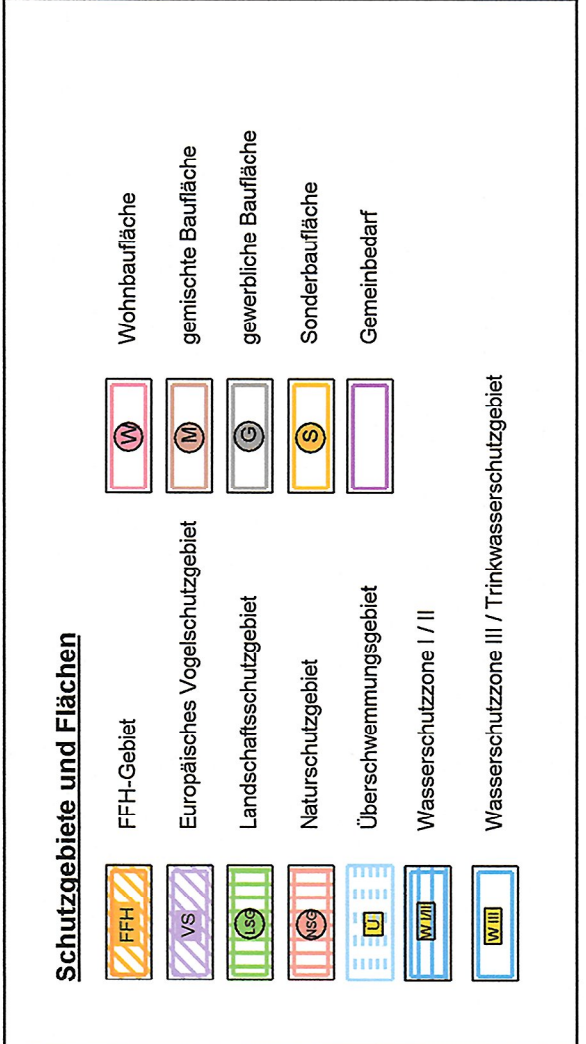 Schutzgebiete und Flächen
FFH FFH-Gebiet
VS Europäisches Vogelschutzgebiet
LSG Landschaftsschutzgebiet
NSG Naturschutzgebiet
U Überschwemmungsgebiet
W I/II Wasserschutzzone I / II
W III Wasserschutzzone III / Trinkwasserschutzgebiet
W Wohnbaufläche
M gemischte Baufläche
G gewerbliche Baufläche
S Sonderbaufläche
Gemeinbedarf